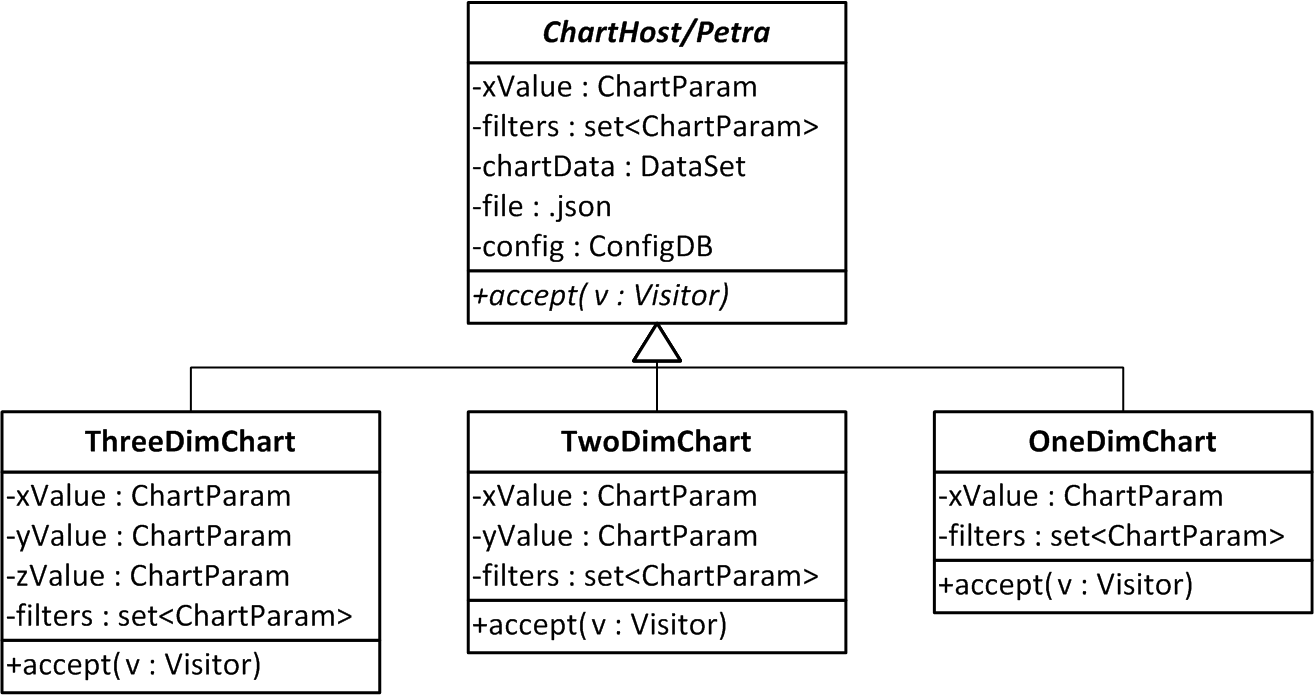 ChartHost/Petra
-xValue : ChartParam
-filters : set<ChartParam>
-chartData : DataSet
-file : .json
-config : ConfigDB
+accept( v : Visitor)
ThreeDimChart
-xValue : ChartParam
-yValue : ChartParam
-zValue : ChartParam
-filters : set<ChartParam>
+accept( v : Visitor)
TwoDimChart
-xValue : ChartParam
-yValue : ChartParam
-filters : set<ChartParam>
+accept( v : Visitor)
OneDimChart
-xValue : ChartParam
-filters : set<ChartParam>
+accept( v : Visitor)